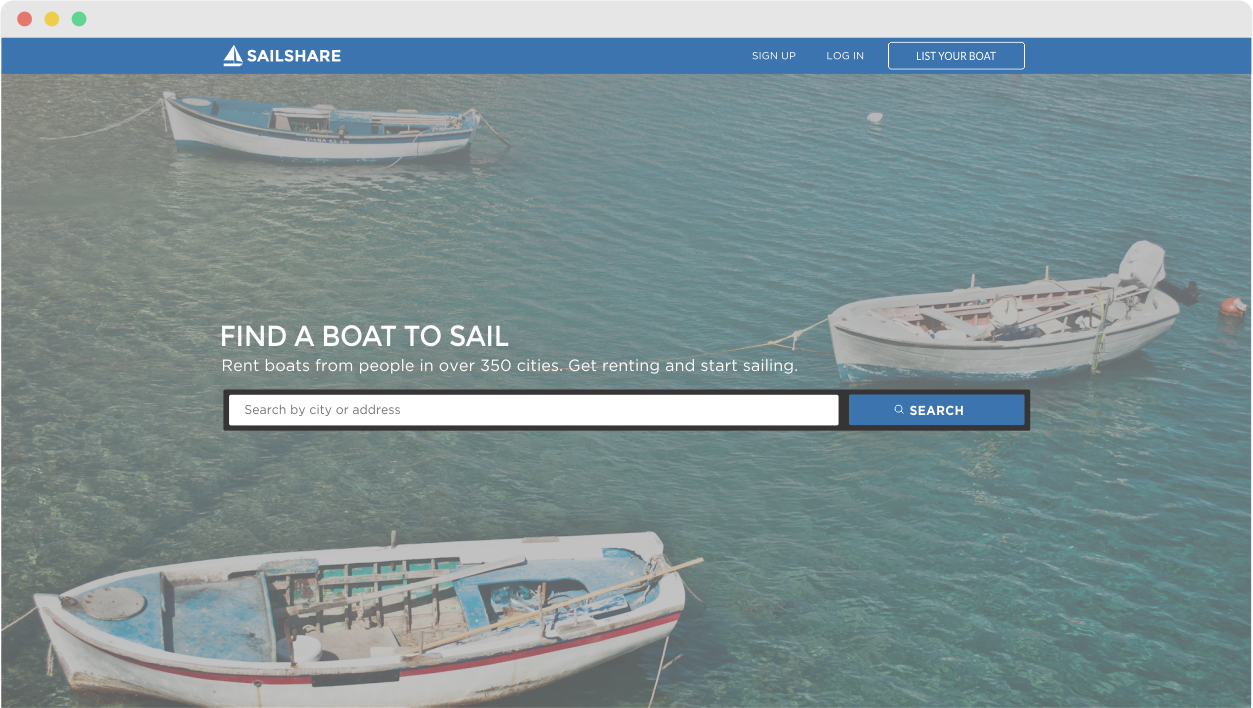 SAILSHARE
SIGN UP
LOG IN
LIST YOUR BOAT
FIND A BOAT TO SAIL
Rent boats from people in over 350 cities. Get renting and start sailing.
Search by city or address
SEARCH